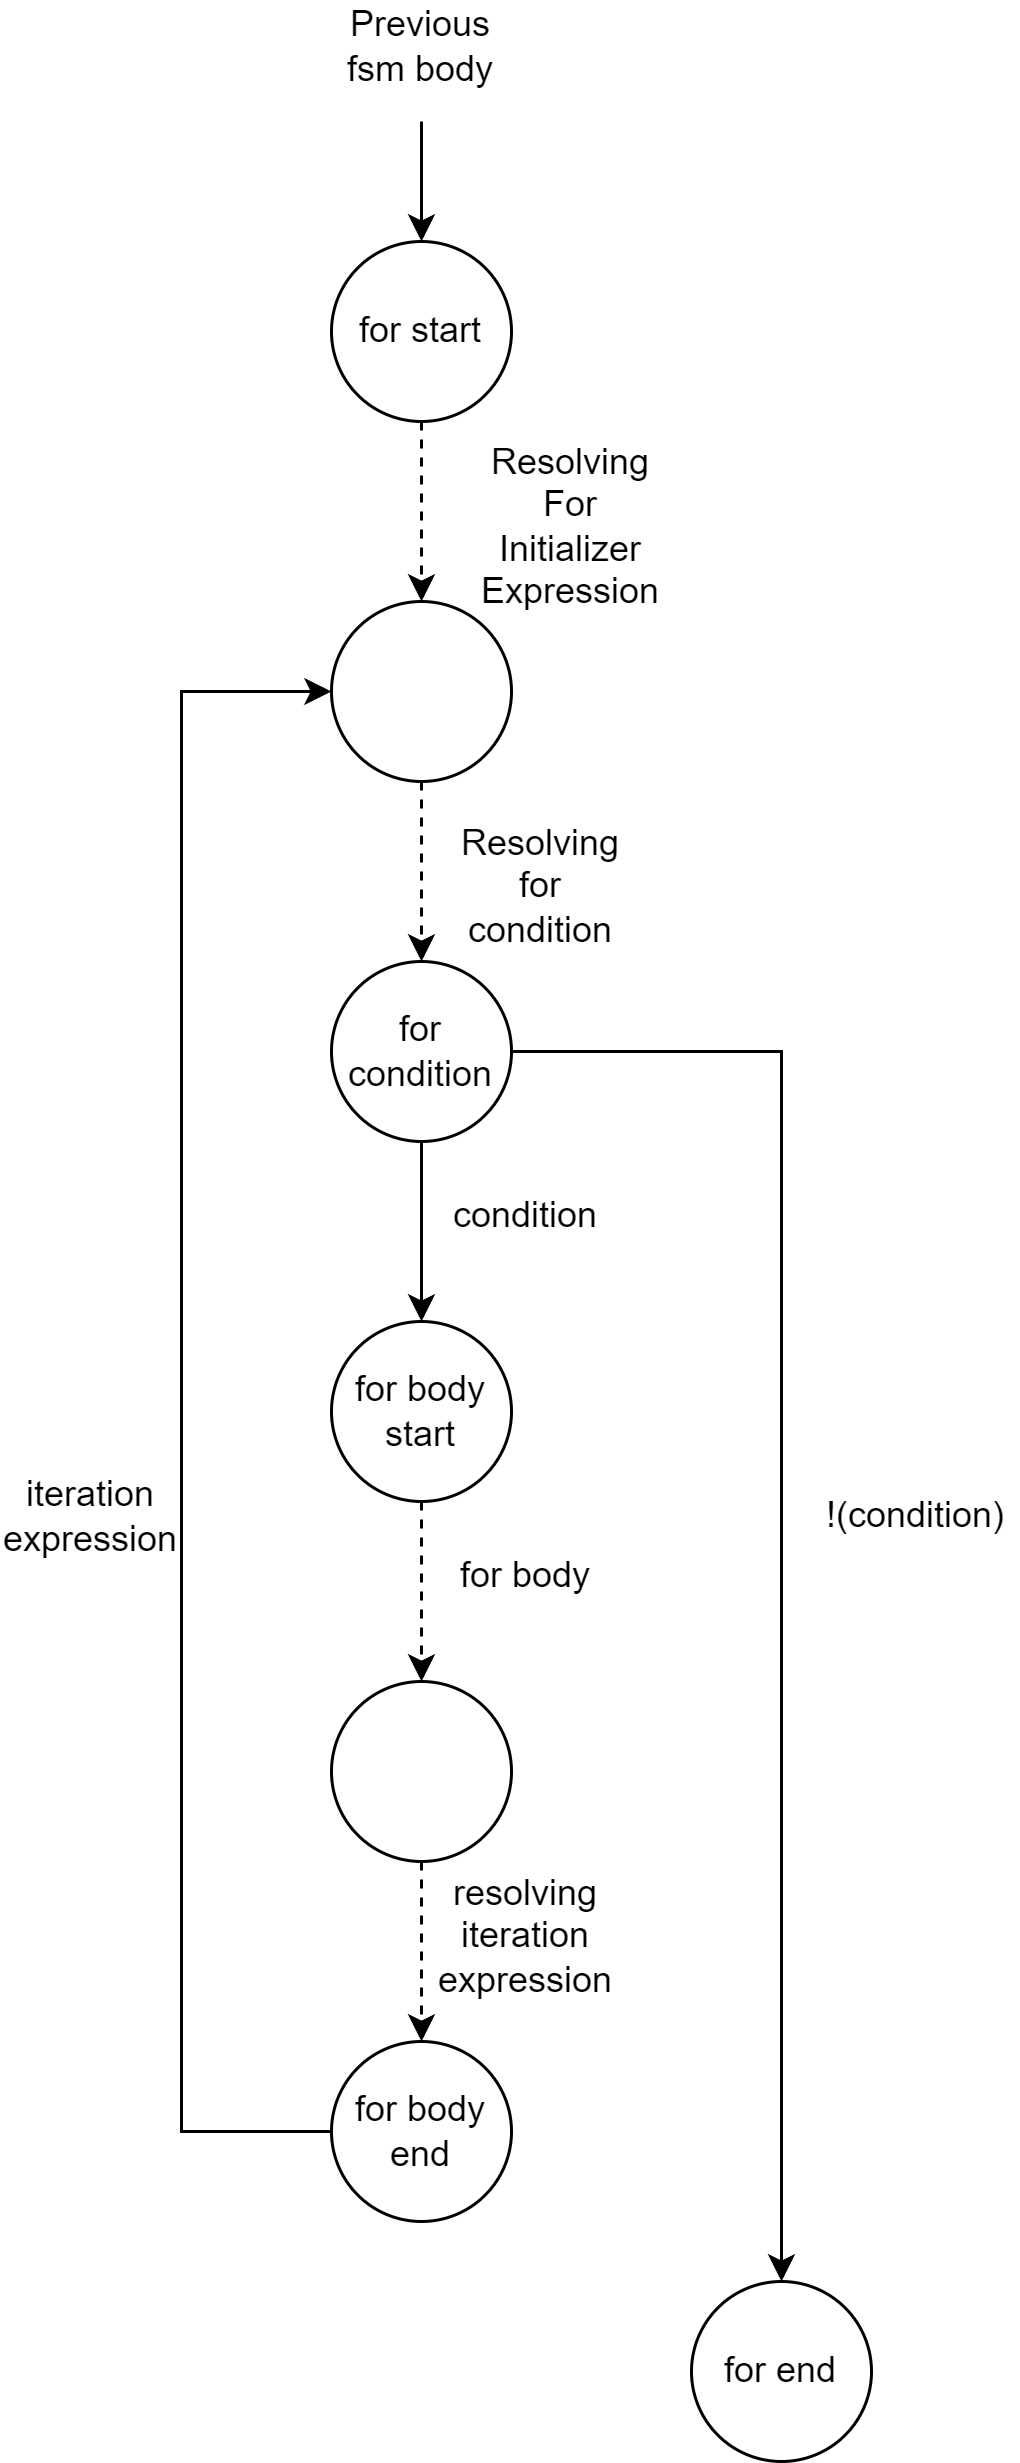 Previous
fsm body
for start
Resolving
For
Initializer
Expression
Resolving
for
condition
for
condition
condition
for body
start
iteration
expression
!(condition)
for body
resolving
iteration
expression
for body
end
for end